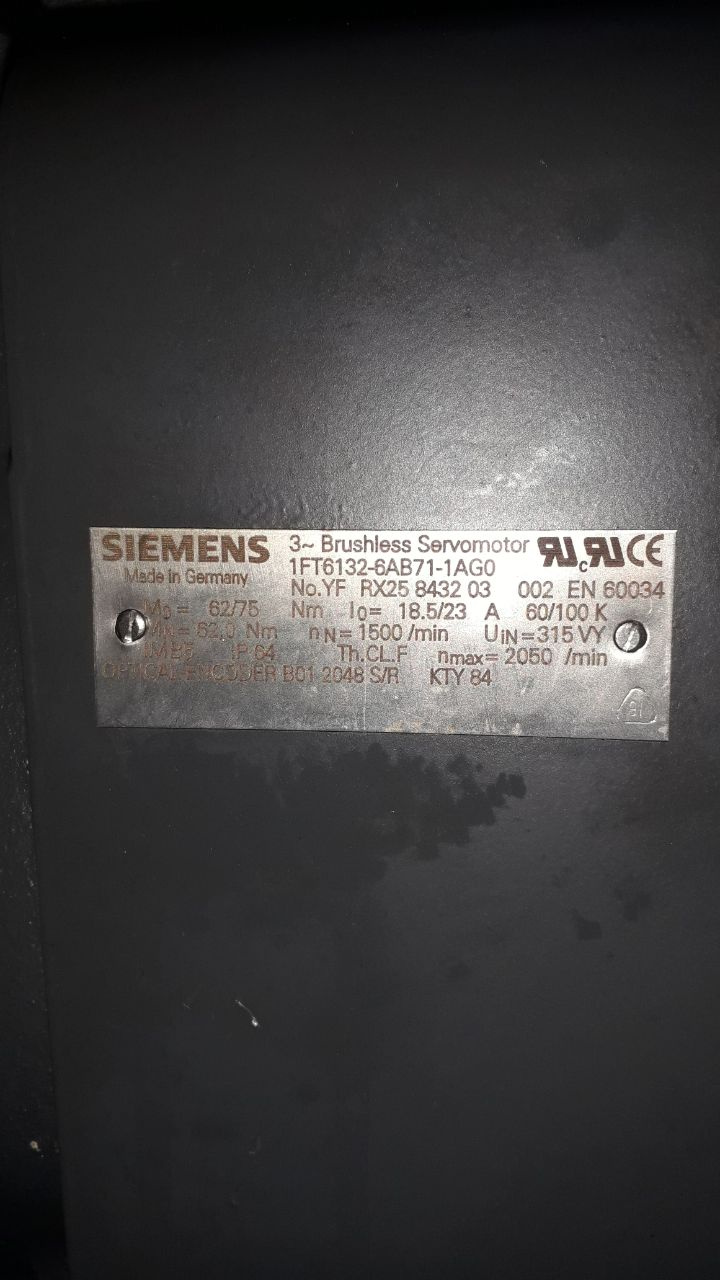 SIEMENS 3~ Brushless Servomotor
1FT6132-6AB71-1AG0
Made in Germany
No.YF RX25 8432 03 002 EN 60034
M0 = 62/75 Nm I0= 18.5/23 A 60/100 K
MN= 62,0 Nm nN= 1500 /min UIN= 315 VY
IM B5 IP 64 Th.CL.F nmax= 2050 /min
OPTICAL-ENCODER B01 2048 S/R KTY 84